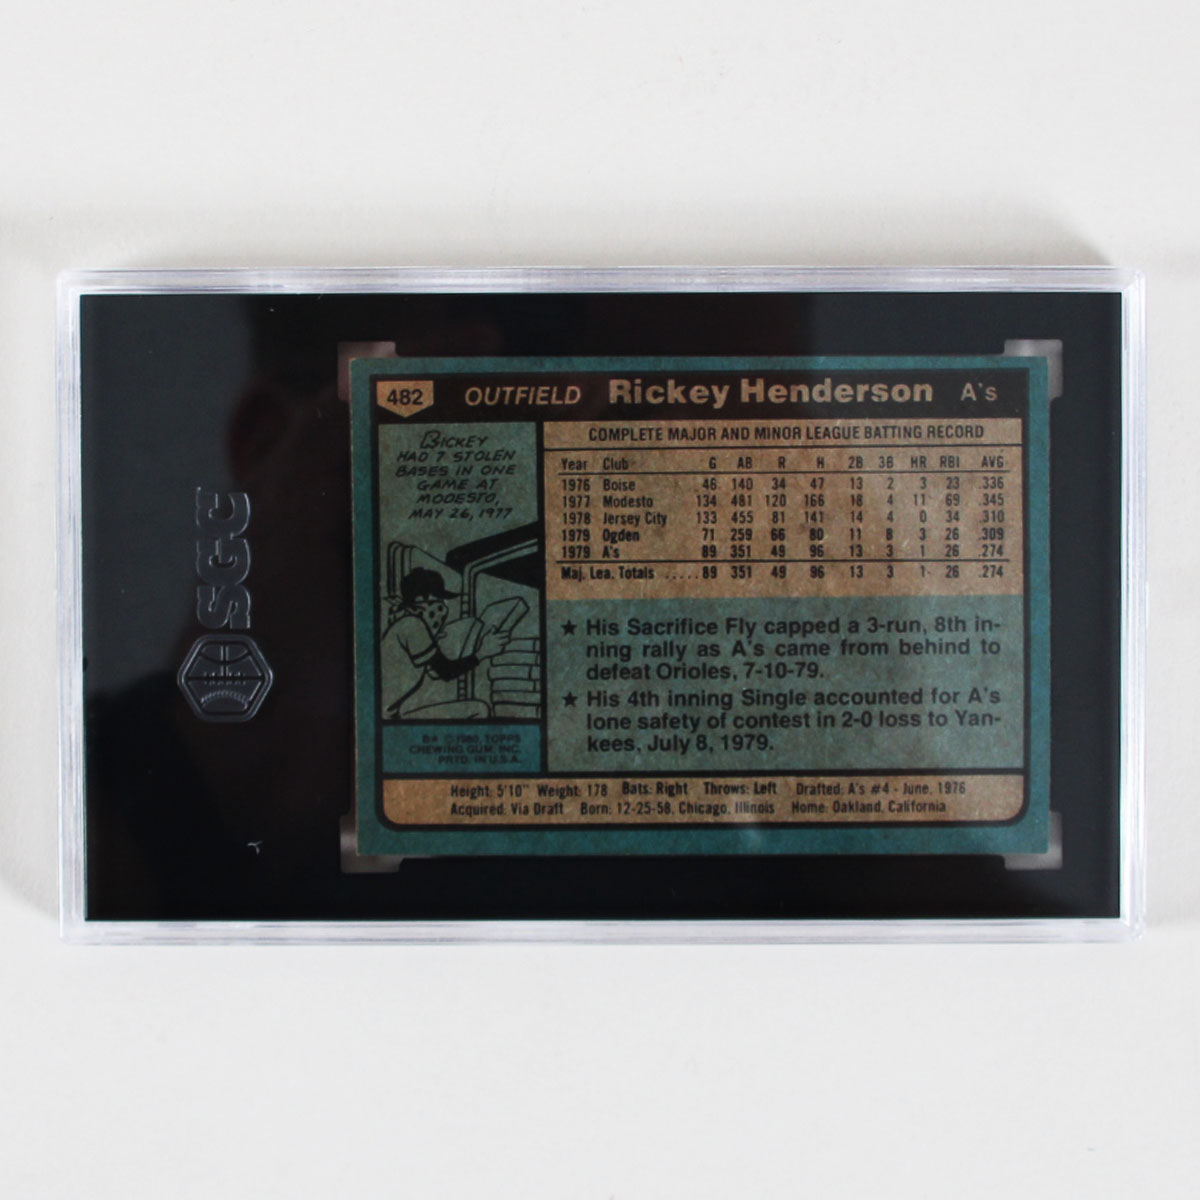 482 OUTFIELD Rickey Henderson A's
RICKEY
HAD 7 STOLEN
BASES IN ONE
GAME AT
MODESTO,
MAY 26, 1977
COMPLETE MAJOR AND MINOR LEAGUE BATTING RECORD
Year Club G AB R H 2B 3B HR RBI AVG
1976 Boise 46 140 34 47 13 2 3 23 .336
1977 Modesto 134 481 120 166 18 4 11 69 .345
1978 Jersey City 133 455 81 141 14 4 0 34 .310
1979 Ogden 71 259 66 80 11 8 3 26 .309
1979 A's 89 351 49 96 13 3 1 26 .274
Maj. Lea. Totals .....89 351 49 96 13 3 1 26 .274
★ His Sacrifice Fly capped a 3-run, 8th in-
ning rally as A's came from behind to
defeat Orioles, 7-10-79.
★ His 4th inning Single accounted for A's
lone safety of contest in 2-0 loss to Yan-
kees, July 8, 1979.
B* © 1980, TOPPS
CHEWING GUM, INC.
PRTD. IN U.S.A.
Height: 5'10" Weight: 178 Bats: Right Throws: Left Drafted: A's #4 - June, 1976
Acquired: Via Draft Born: 12-25-58, Chicago, Illinois Home: Oakland, California
SGC